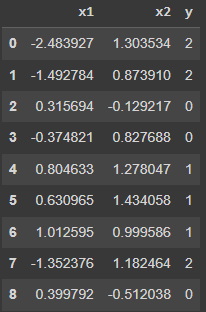 x1 x2 y
0 -2.483927 1.303534 2
1 -1.492784 0.873910 2
2 0.315694 -0.129217 0
3 -0.374821 0.827688 0
4 0.804633 1.278047 1
5 0.630965 1.434058 1
6 1.012595 0.999586 1
7 -1.352376 1.182464 2
8 0.399792 -0.512038 0